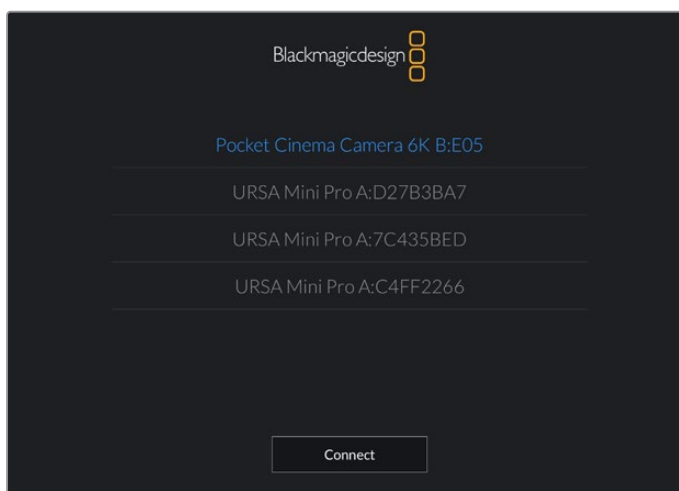 Blackmagicdesign
Pocket Cinema Camera 6K B:E05
URSA Mini Pro A:D27B3BA7
URSA Mini Pro A:7C435BED
URSA Mini Pro A:C4FF2266
Connect